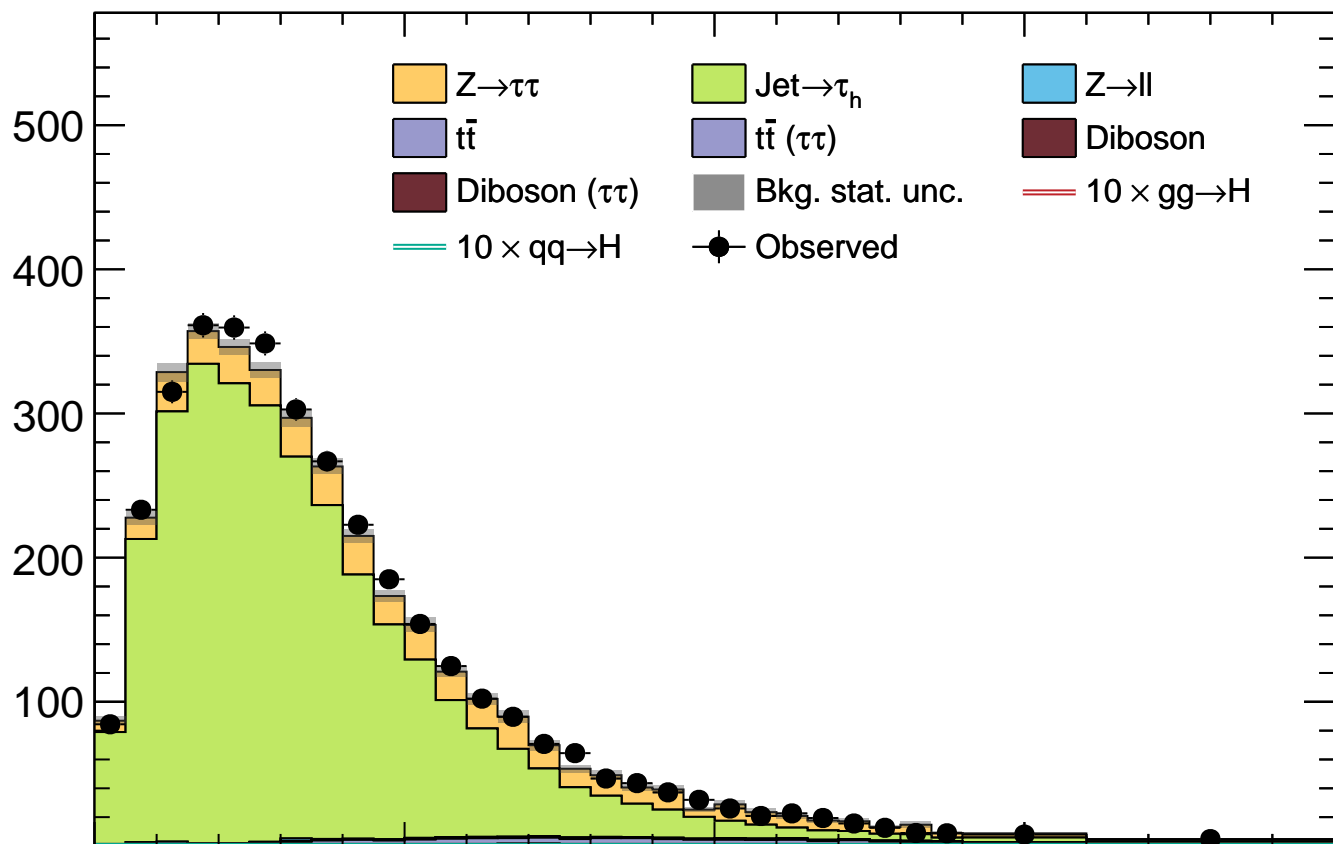 Z→ττ Jet→τh Z→ll
500
tt̄ tt̄ (ττ) Diboson
Diboson (ττ) Bkg. stat. unc. 10 × gg→H
10 × qq→H Observed
400
300
200
100